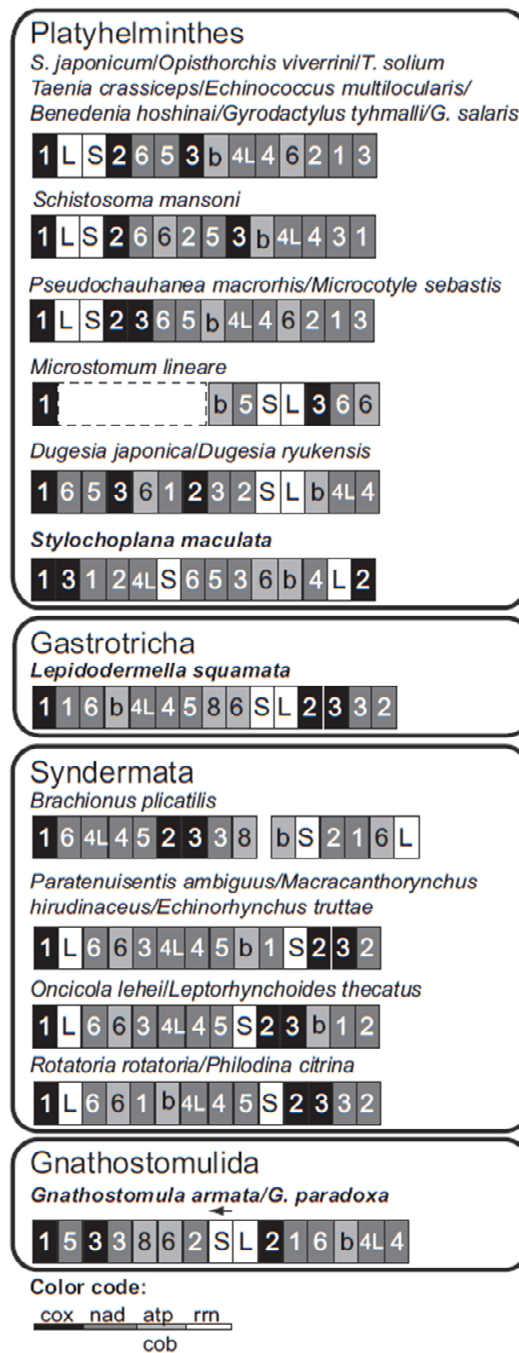 Platyhelminthes
S. japonicum/Opisthorchis viverrini/T. solium
Taenia crassiceps/Echinococcus multilocularis/
Benedenia hoshinai/Gyrodactylus tyhmalli/G. salaris
1 L S 2 6 5 3 b 4L 4 6 2 1 3
Schistosoma mansoni
1 L S 2 6 6 2 5 3 b 4L 4 3 1
Pseudochauhanea macrorhis/Microcotyle sebastis
1 L S 2 3 6 5 b 4L 4 6 2 1 3
Microstomum lineare
1 b 5 S L 3 6 6
Dugesia japonica/Dugesia ryukensis
1 6 5 3 6 1 2 3 2 S L b 4L 4
Stylochoplana maculata
1 3 1 2 4L S 6 5 3 6 b 4 L 2
Gastrotricha
Lepidodermella squamata
1 1 6 b 4L 4 5 8 6 S L 2 3 3 2
Syndermata
Brachionus plicatilis
1 6 4L 4 5 2 3 3 8 b S 2 1 6 L
Paratenuisentis ambiguus/Macracanthorynchus
hirudinaceus/Echinorhynchus truttae
1 L 6 6 3 4L 4 5 b 1 S 2 3 2
Oncicola lehei/Leptorhynchoides thecatus
1 L 6 6 3 4L 4 5 S 2 3 b 1 2
Rotatoria rotatoria/Philodina citrina
1 L 6 6 1 b 4L 4 5 S 2 3 3 2
Gnathostomulida
Gnathostomula armata/G. paradoxa
1 5 3 3 8 6 2 S L 2 1 6 b 4L 4
Color code:
cox nad atp rrn
cob